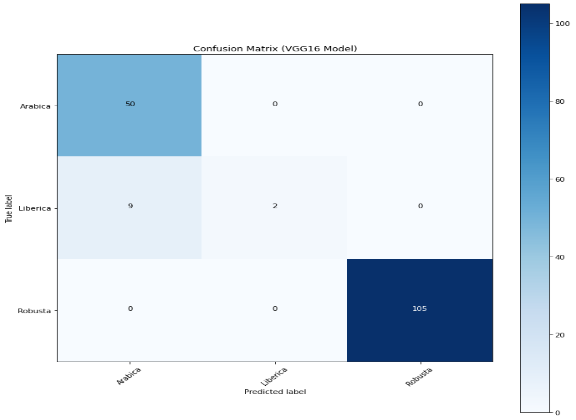 Confusion Matrix (VGG16 Model)
100
80
60
40
20
0
True label
Arabica
50 0 0
Liberica
9 2 0
Robusta
0 0 105
Arabica
Liberica
Robusta
Predicted label